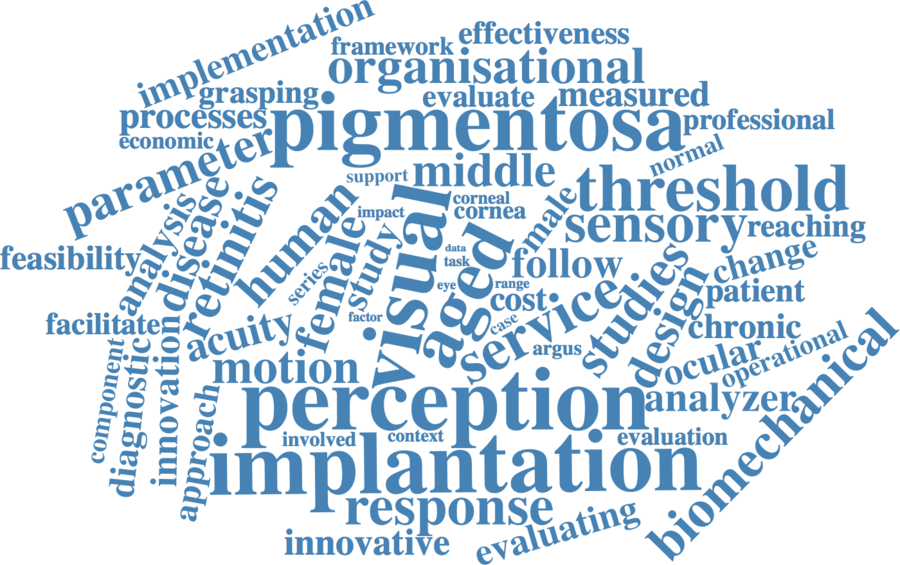 implementation
framework
effectiveness
organisational
grasping
evaluate
measured
processes
pigmentosa
professional
economic
parameter
normal
support
middle
threshold
corneal
cornea
male
sensory
reaching
impact
human
visual
retinitis
disease
analysis
feasibility
study
female
series
data
task
eye
range
aged
follow
change
studies
patient
cost
service
case
factor
design
facilitate
acuity
innovation
argus
chronic
ocular
operational
motion
component
diagnostic
approach
perception
analyzer
biomechanical
involved
context
evaluation
implantation
response
innovative
evaluating